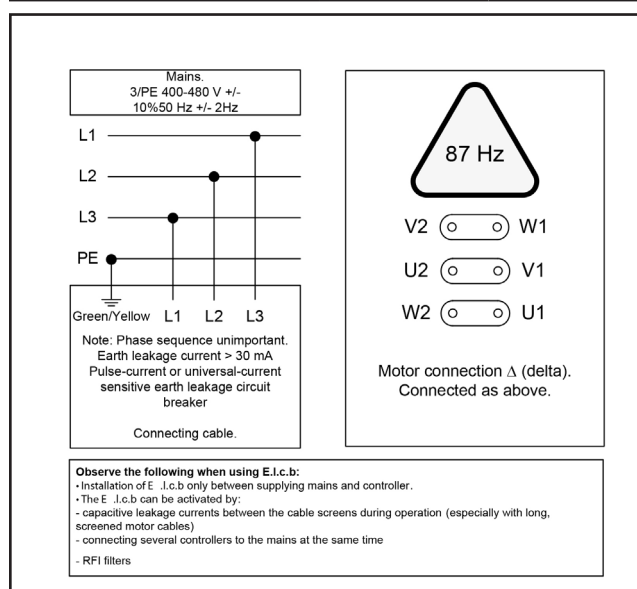 Mains.
3/PE 400-480 V +/-
10%50 Hz +/- 2Hz
L1
L2
L3
PE
Green/Yellow L1 L2 L3
Note: Phase sequence unimportant.
Earth leakage current > 30 mA
Pulse-current or universal-current
sensitive earth leakage circuit
breaker
Connecting cable.
87 Hz
V2 W1
U2 V1
W2 U1
Motor connection Δ (delta).
Connected as above.
Observe the following when using E.l.c.b:
• Installation of E .l.c.b only between supplying mains and controller.
• The E .l.c.b can be activated by:
- capacitive leakage currents between the cable screens during operation (especially with long,
screened motor cables)
- connecting several controllers to the mains at the same time
- RFI filters